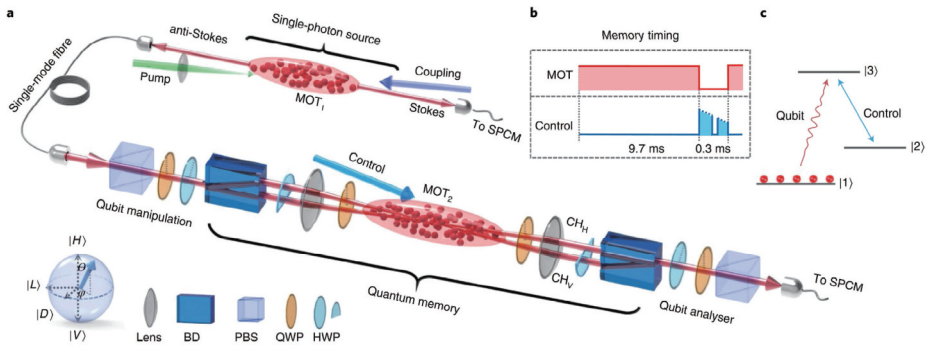 a
anti-Stokes
Single-photon source
Single-mode fibre
Pump
MOT₁
Coupling
Stokes
To SPCM
Control
MOT₂
Qubit manipulation
CH_H
CH_V
Quantum memory
Qubit analyser
To SPCM
|H⟩
θ
|L⟩
φ
|D⟩
|V⟩
Lens
BD
PBS
QWP
HWP
b
Memory timing
MOT
Control
9.7 ms
0.3 ms
c
|3⟩
Qubit
Control
|2⟩
|1⟩